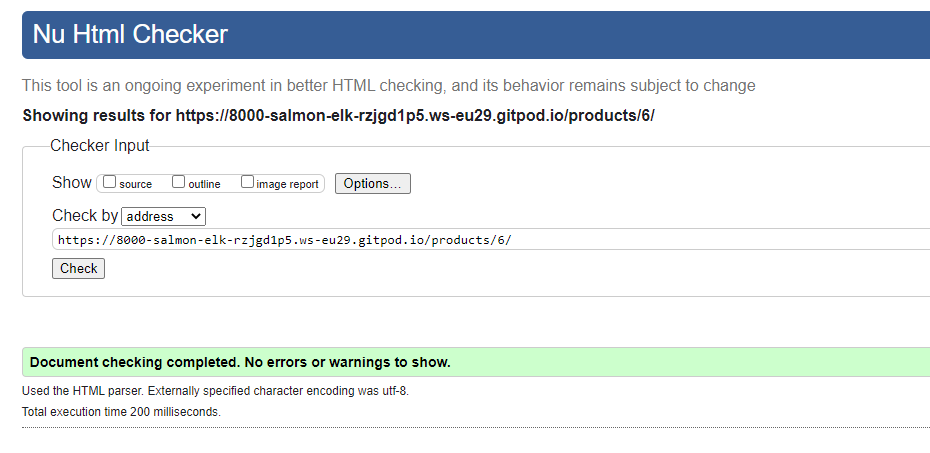 Nu Html Checker
This tool is an ongoing experiment in better HTML checking, and its behavior remains subject to change
Showing results for https://8000-salmon-elk-rzjgd1p5.ws-eu29.gitpod.io/products/6/
Checker Input
Show source outline image report Options...
Check by address
https://8000-salmon-elk-rzjgd1p5.ws-eu29.gitpod.io/products/6/
Check
Document checking completed. No errors or warnings to show.
Used the HTML parser. Externally specified character encoding was utf-8.
Total execution time 200 milliseconds.